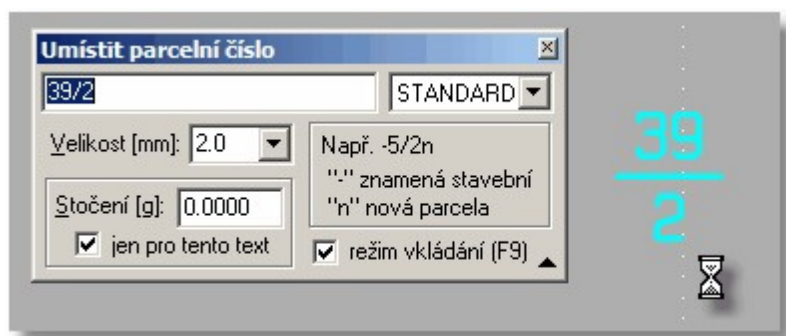 Umístit parcelní číslo
39/2
STANDARD
Velikost [mm]: 2.0
Např. -5/2n
"-" znamená stavební
"n" nová parcela
Stočení [g]: 0.0000
jen pro tento text
režim vkládání (F9)
39
2